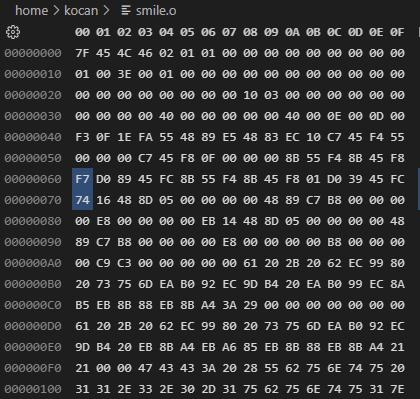 home > kocan > smile.o
00 01 02 03 04 05 06 07 08 09 0A 0B 0C 0D 0E 0F
00000000 7F 45 4C 46 02 01 01 00 00 00 00 00 00 00 00 00
00000010 01 00 3E 00 01 00 00 00 00 00 00 00 00 00 00 00
00000020 00 00 00 00 00 00 00 00 10 03 00 00 00 00 00 00
00000030 00 00 00 00 40 00 00 00 00 00 40 00 0E 00 0D 00
00000040 F3 0F 1E FA 55 48 89 E5 48 83 EC 10 C7 45 F4 55
00000050 00 00 00 C7 45 F8 0F 00 00 00 8B 55 F4 8B 45 F8
00000060 F7 D0 89 45 FC 8B 55 F4 8B 45 F8 01 D0 39 45 FC
00000070 74 16 48 8D 05 00 00 00 00 48 89 C7 B8 00 00 00
00000080 00 E8 00 00 00 00 EB 14 48 8D 05 00 00 00 00 48
00000090 89 C7 B8 00 00 00 00 E8 00 00 00 00 B8 00 00 00
000000A0 00 C9 C3 00 00 00 00 00 61 20 2B 20 62 EC 99 80
000000B0 20 73 75 6D EA B0 92 EC 9D B4 20 EA B0 99 EC 8A
000000C0 B5 EB 8B 88 EB 8B A4 3A 29 00 00 00 00 00 00 00
000000D0 61 20 2B 20 62 EC 99 80 20 73 75 6D EA B0 92 EC
000000E0 9D B4 20 EB 8B A4 EB A6 85 EB 8B 88 EB 8B A4 21
000000F0 21 00 00 47 43 43 3A 20 28 55 62 75 6E 74 75 20
00000100 31 31 2E 33 2E 30 2D 31 75 62 75 6E 74 75 31 7E